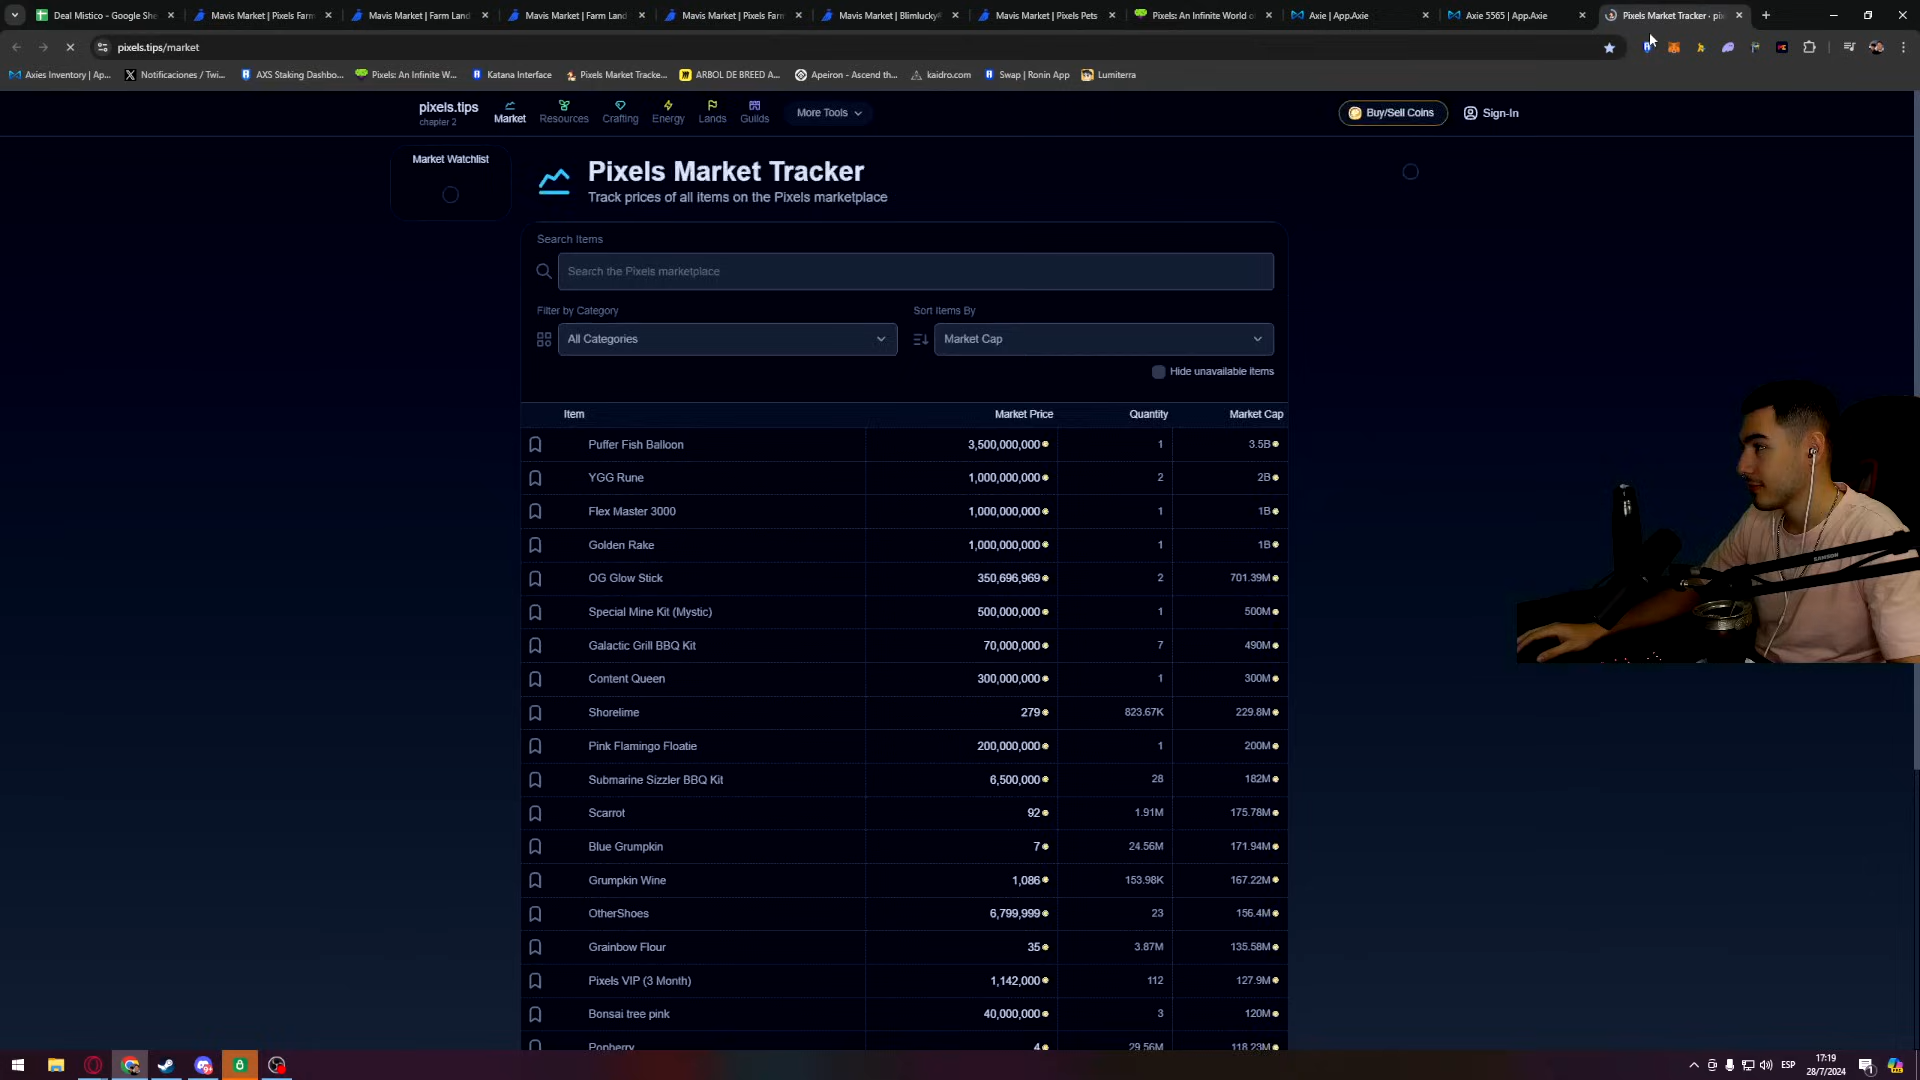 Deal Mistico - Google She
Mavis Market | Pixels Farm
Mavis Market | Farm Land
Mavis Market | Farm Land
Mavis Market | Pixels Farm
Mavis Market | Blimlucky#
Mavis Market | Pixels Pets
Pixels: An Infinite World o
Axie | App.Axie
Axie 5565 | App.Axie
Pixels Market Tracker · pix
pixels.tips/market
Axies Inventory | Ap...
Notificaciones / Twi...
AXS Staking Dashbo...
Pixels: An Infinite W...
Katana Interface
Pixels Market Tracke...
ARBOL DE BREED A...
Apeiron - Ascend th...
kaidro.com
Swap | Ronin App
Lumiterra
pixels.tips
chapter 2
Market
Resources
Crafting
Energy
Lands
Guilds
More Tools
Buy/Sell Coins
Sign-In
Market Watchlist
Pixels Market Tracker
Track prices of all items on the Pixels marketplace
Search Items
Search the Pixels marketplace
Filter by Category
Sort Items By
All Categories
Market Cap
Hide unavailable items
Item Market Price Quantity Market Cap
Puffer Fish Balloon 3,500,000,000 1 3.5B
YGG Rune 1,000,000,000 2 2B
Flex Master 3000 1,000,000,000 1 1B
Golden Rake 1,000,000,000 1 1B
OG Glow Stick 350,696,969 2 701.39M
Special Mine Kit (Mystic) 500,000,000 1 500M
Galactic Grill BBQ Kit 70,000,000 7 490M
Content Queen 300,000,000 1 300M
Shorelime 279 823.67K 229.8M
Pink Flamingo Floatie 200,000,000 1 200M
Submarine Sizzler BBQ Kit 6,500,000 28 182M
Scarrot 92 1.91M 175.78M
Blue Grumpkin 7 24.56M 171.94M
Grumpkin Wine 1,086 153.98K 167.22M
OtherShoes 6,799,999 23 156.4M
Grainbow Flour 35 3.87M 135.58M
Pixels VIP (3 Month) 1,142,000 112 127.9M
Bonsai tree pink 40,000,000 3 120M
Popberry 4 29.56M 118.23M
SAMSON
ESP
17:19
28/7/2024